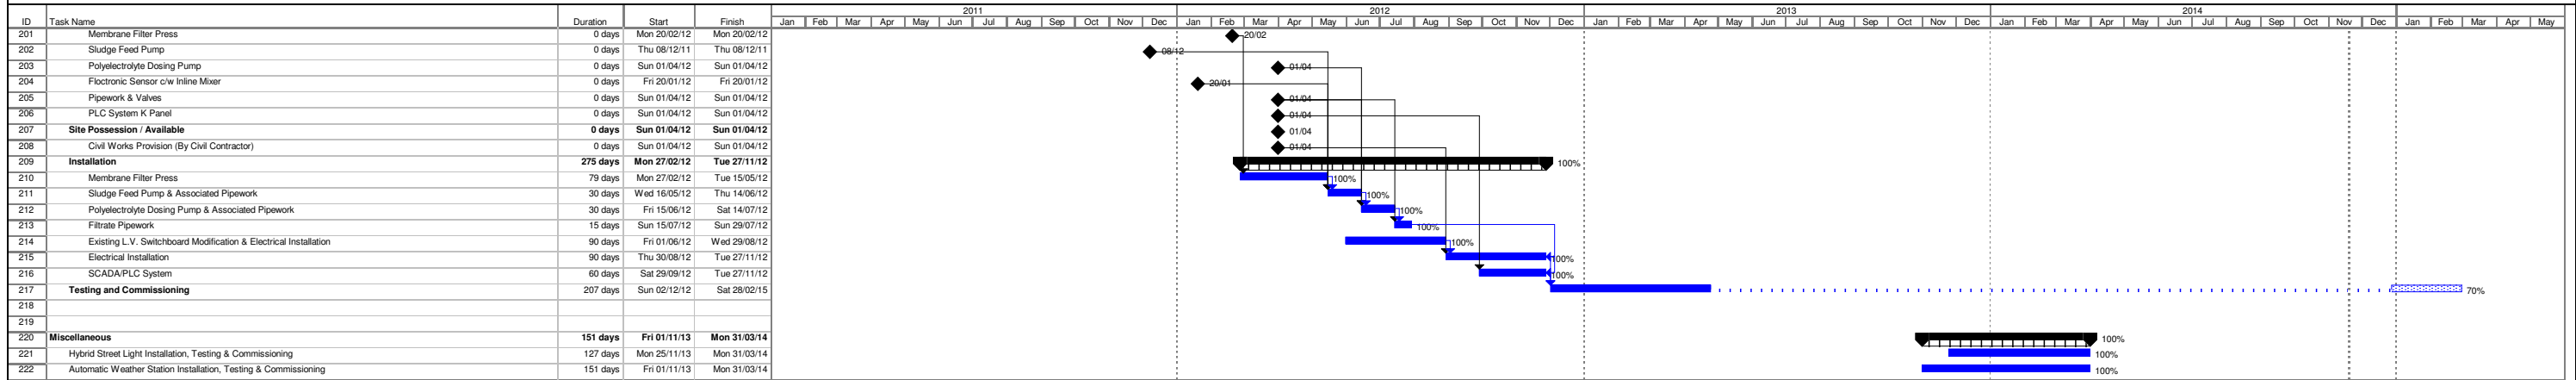 2011 2012 2013 2014
ID Task Name Duration Start Finish Jan Feb Mar Apr May Jun Jul Aug Sep Oct Nov Dec Jan Feb Mar Apr May Jun Jul Aug Sep Oct Nov Dec Jan Feb Mar Apr May Jun Jul Aug Sep Oct Nov Dec Jan Feb Mar Apr May Jun Jul Aug Sep Oct Nov Dec Jan Feb Mar Apr May
201 Membrane Filter Press 0 days Mon 20/02/12 Mon 20/02/12 20/02
202 Sludge Feed Pump 0 days Thu 08/12/11 Thu 08/12/11 08/12
203 Polyelectrolyte Dosing Pump 0 days Sun 01/04/12 Sun 01/04/12 01/04
204 Floctronic Sensor c/w Inline Mixer 0 days Fri 20/01/12 Fri 20/01/12 20/01
205 Pipework & Valves 0 days Sun 01/04/12 Sun 01/04/12 01/04
206 PLC System K Panel 0 days Sun 01/04/12 Sun 01/04/12 01/04
207 Site Possession / Available 0 days Sun 01/04/12 Sun 01/04/12 01/04
208 Civil Works Provision (By Civil Contractor) 0 days Sun 01/04/12 Sun 01/04/12 01/04
209 Installation 275 days Mon 27/02/12 Tue 27/11/12 100%
210 Membrane Filter Press 79 days Mon 27/02/12 Tue 15/05/12 100%
211 Sludge Feed Pump & Associated Pipework 30 days Wed 16/05/12 Thu 14/06/12 100%
212 Polyelectrolyte Dosing Pump & Associated Pipework 30 days Fri 15/06/12 Sat 14/07/12 100%
213 Filtrate Pipework 15 days Sun 15/07/12 Sun 29/07/12 100%
214 Existing L.V. Switchboard Modification & Electrical Installation 90 days Fri 01/06/12 Wed 29/08/12 100%
215 Electrical Installation 90 days Thu 30/08/12 Tue 27/11/12 100%
216 SCADA/PLC System 60 days Sat 29/09/12 Tue 27/11/12 100%
217 Testing and Commissioning 207 days Sun 02/12/12 Sat 28/02/15 70%
218
219
220 Miscellaneous 151 days Fri 01/11/13 Mon 31/03/14 100%
221 Hybrid Street Light Installation, Testing & Commissioning 127 days Mon 25/11/13 Mon 31/03/14 100%
222 Automatic Weather Station Installation, Testing & Commissioning 151 days Fri 01/11/13 Mon 31/03/14 100%